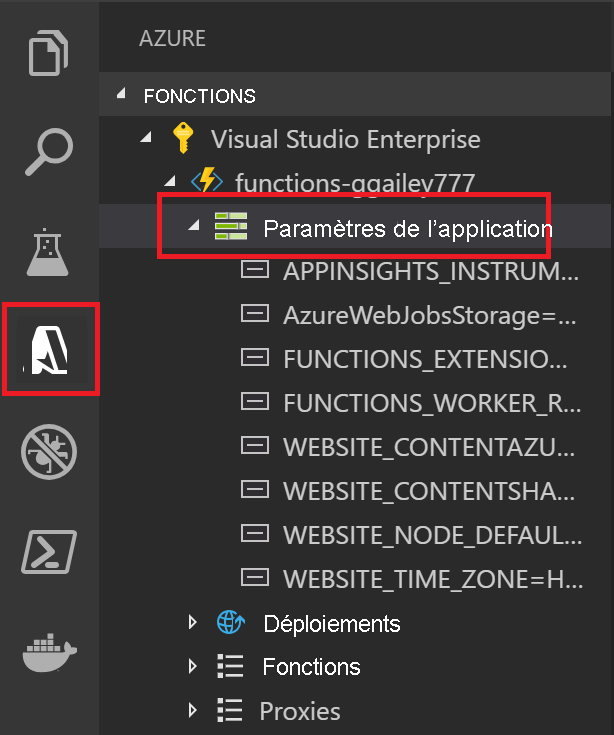 AZURE
FONCTIONS
Visual Studio Enterprise
functions-ggailey777
Paramètres de l’application
APPINSIGHTS_INSTRUM...
AzureWebJobsStorage=...
FUNCTIONS_EXTENSIO...
FUNCTIONS_WORKER_R...
WEBSITE_CONTENTAZU...
WEBSITE_CONTENTSHA...
WEBSITE_NODE_DEFAUL...
WEBSITE_TIME_ZONE=H...
Déploiements
Fonctions
Proxies